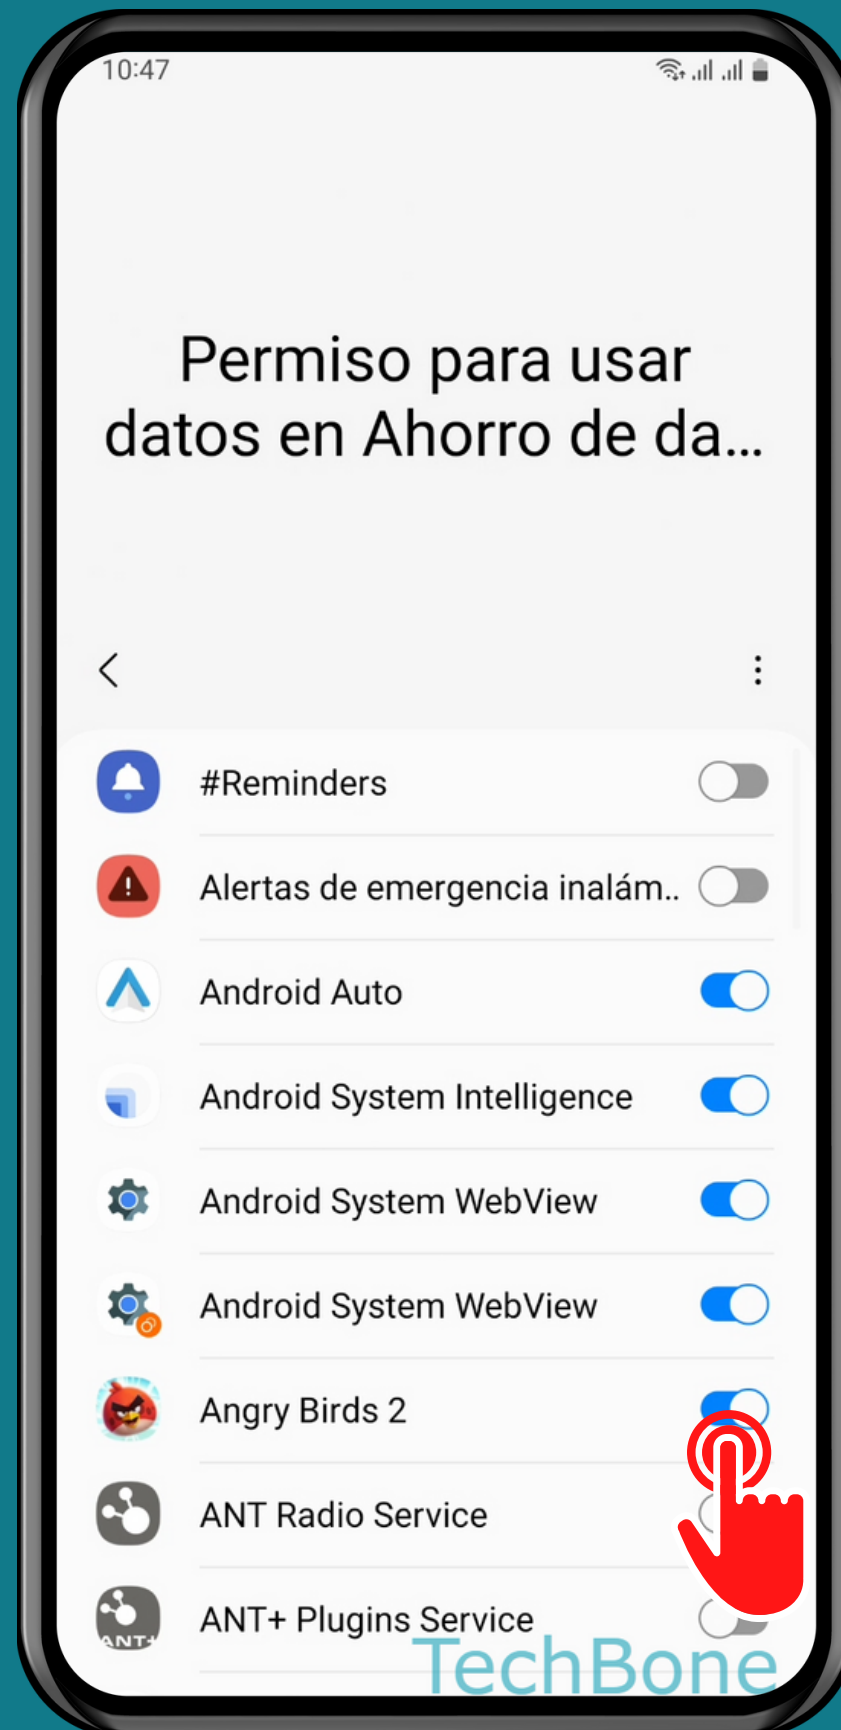 10:47
Permiso para usar
datos en Ahorro de da...
#Reminders
Alertas de emergencia inalám..
Android Auto
Android System Intelligence
Android System WebView
Android System WebView
Angry Birds 2
ANT Radio Service
ANT+ Plugins Service
ANT+
TechBone